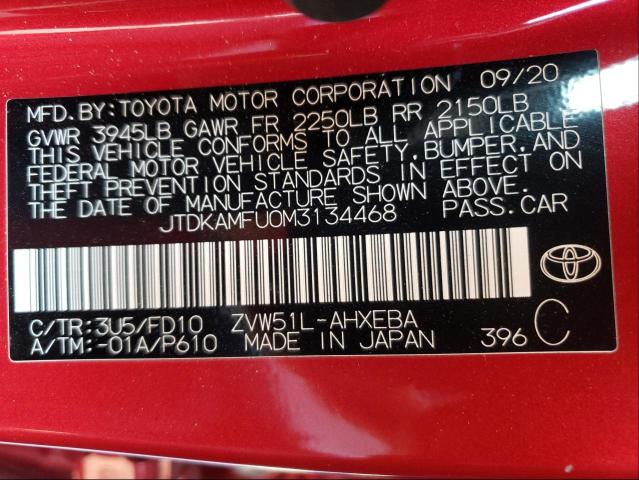 MFD. BY: TOYOTA MOTOR CORPORATION 09/20
GVWR 3945LB GAWR FR 2250LB RR 2150LB
THIS VEHICLE CONFORMS TO ALL APPLICABLE
FEDERAL MOTOR VEHICLE SAFETY, BUMPER, AND
THEFT PREVENTION STANDARDS IN EFFECT ON
THE DATE OF MANUFACTURE SHOWN ABOVE.
JTDKAMFU0M3134468 PASS. CAR
C/TR: 3U5/FD10 ZVW51L-AHXEBA
A/TM: -01A/P610 MADE IN JAPAN 396 C